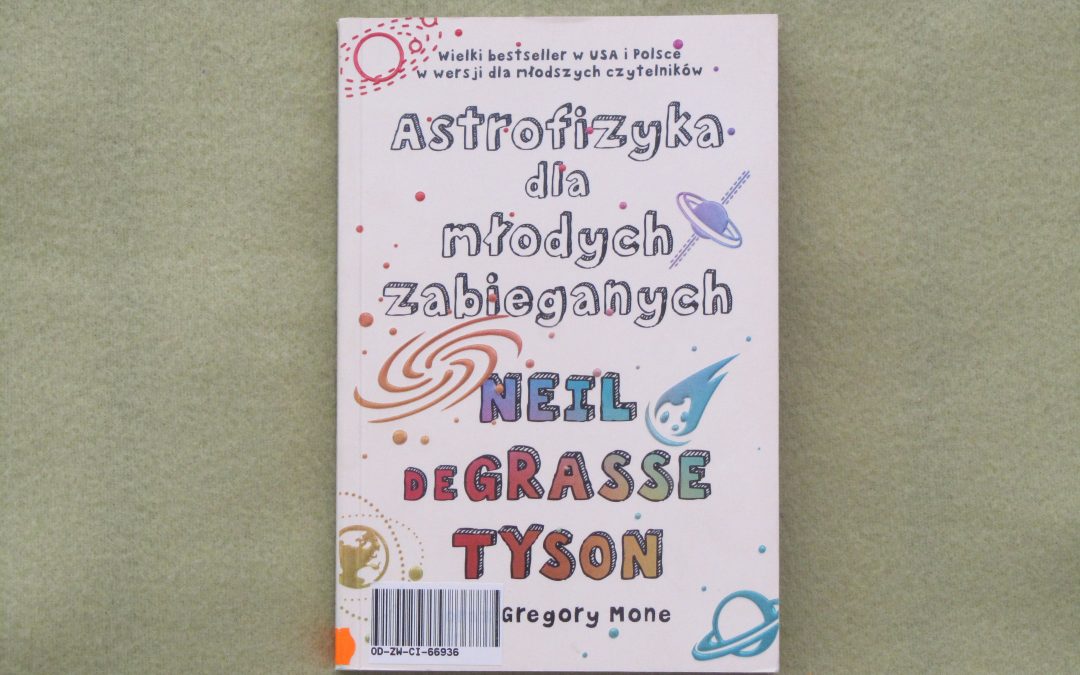 Wielki bestseller w USA i Polsce
w wersji dla młodszych czytelników
Astrofizyka
dla
młodych
zabieganych
NEIL
DEGRASSE
TYSON
Gregory Mone
OD-ZW-CI-66936